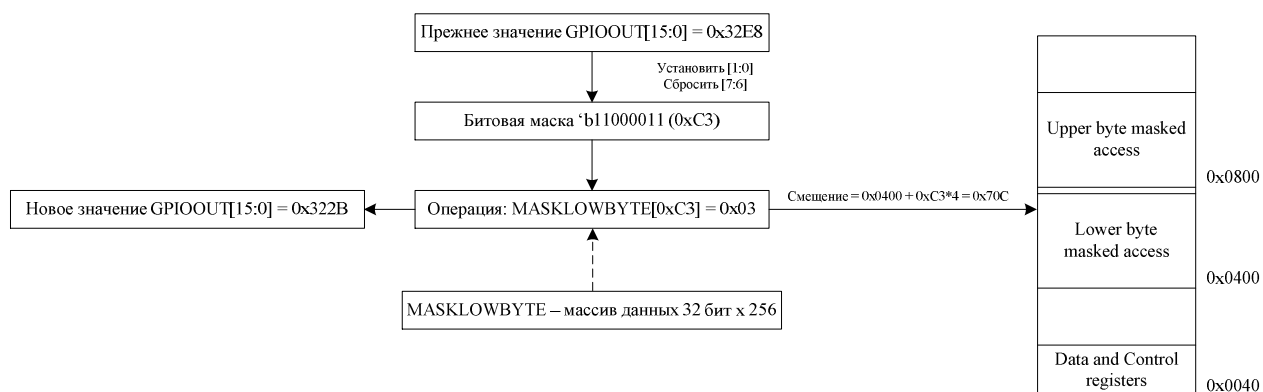 Прежнее значение GPIOOUT[15:0] = 0x32E8
Установить [1:0]
Сбросить [7:6]
Битовая маска ‘b11000011 (0xC3)
Новое значение GPIOOUT[15:0] = 0x322B
Операция: MASKLOWBYTE[0xC3] = 0x03
Смещение = 0x0400 + 0xC3*4 = 0x70C
MASKLOWBYTE – массив данных 32 бит x 256
Upper byte masked
access
0x0800
Lower byte
masked access
0x0400
Data and Control
registers
0x0040